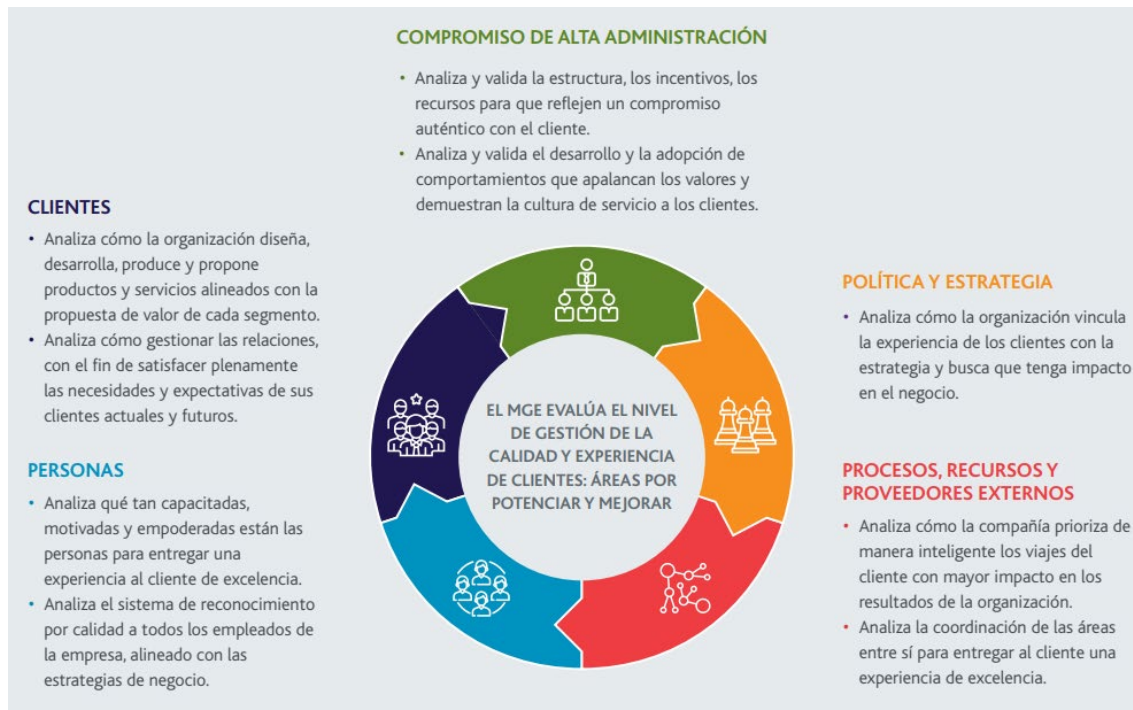 COMPROMISO DE ALTA ADMINISTRACIÓN
• Analiza y valida la estructura, los incentivos, los
recursos para que reflejen un compromiso
auténtico con el cliente.
• Analiza y valida el desarrollo y la adopción de
comportamientos que apalancan los valores y
demuestran la cultura de servicio a los clientes.
CLIENTES
• Analiza cómo la organización diseña,
desarrolla, produce y propone
productos y servicios alineados con la
propuesta de valor de cada segmento.
• Analiza cómo gestionar las relaciones,
con el fin de satisfacer plenamente
las necesidades y expectativas de sus
clientes actuales y futuros.
PERSONAS
• Analiza qué tan capacitadas,
motivadas y empoderadas están las
personas para entregar una
experiencia al cliente de excelencia.
• Analiza el sistema de reconocimiento
por calidad a todos los empleados de
la empresa, alineado con las
estrategias de negocio.
EL MGE EVALÚA EL NIVEL
DE GESTIÓN DE LA
CALIDAD Y EXPERIENCIA
DE CLIENTES: ÁREAS POR
POTENCIAR Y MEJORAR
POLÍTICA Y ESTRATEGIA
• Analiza cómo la organización vincula
la experiencia de los clientes con la
estrategia y busca que tenga impacto
en el negocio.
PROCESOS, RECURSOS Y
PROVEEDORES EXTERNOS
• Analiza cómo la compañía prioriza de
manera inteligente los viajes del
cliente con mayor impacto en los
resultados de la organización.
• Analiza la coordinación de las áreas
entre sí para entregar al cliente una
experiencia de excelencia.